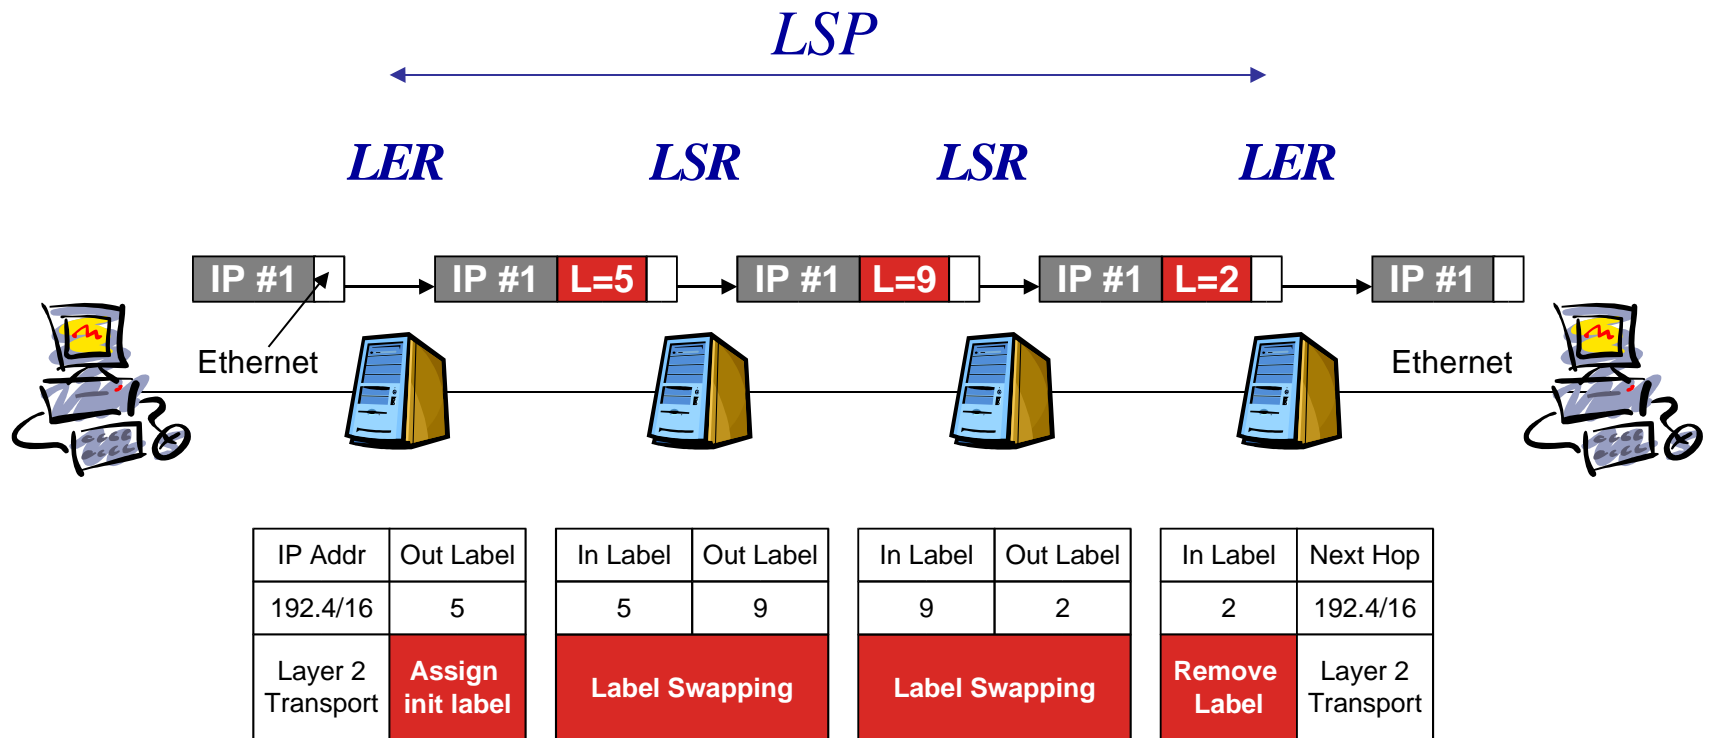 LSP
LER LSR LSR LER
IP #1 IP #1 L=5 IP #1 L=9 IP #1 L=2 IP #1
Ethernet Ethernet
IP Addr Out Label In Label Out Label In Label Out Label In Label Next Hop
192.4/16 5 5 9 9 2 2 192.4/16
Layer 2 Transport Assign init label Label Swapping Label Swapping Remove Label Layer 2 Transport